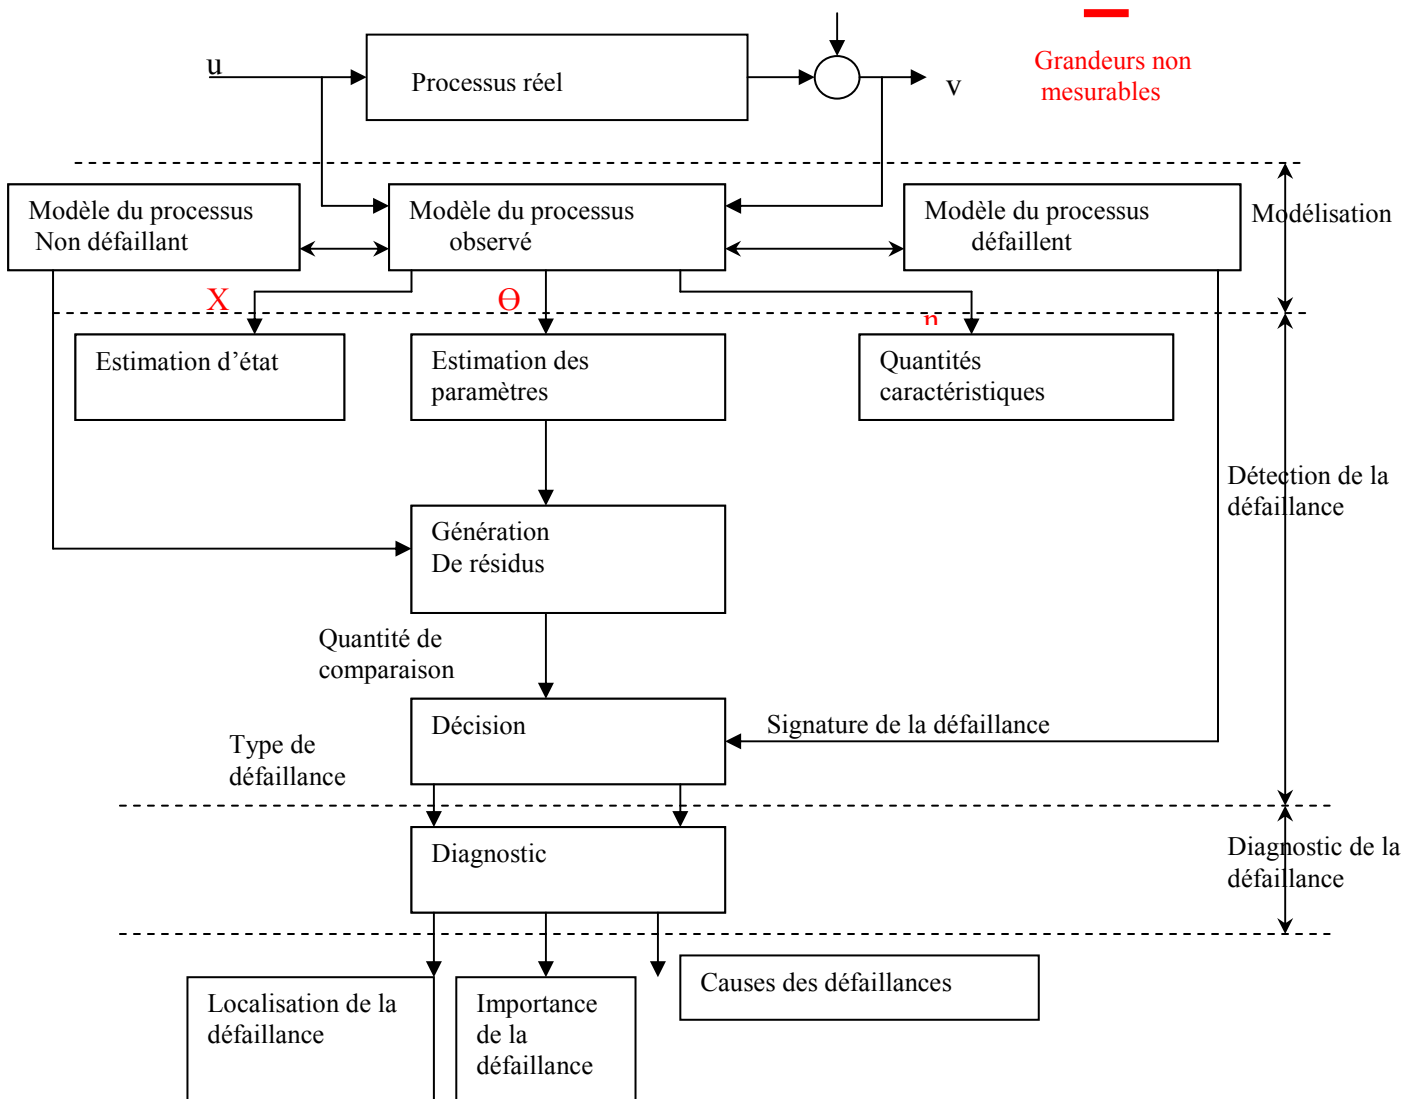 u
Processus réel
v
Grandeurs non
mesurables
Modèle du processus
Non défaillant
Modèle du processus
observé
Modèle du processus
défaillent
Modélisation
X
Θ
Estimation d’état
Estimation des
paramètres
Quantités
caractéristiques
Détection de la
défaillance
Génération
De résidus
Quantité de
comparaison
Décision
Signature de la défaillance
Type de
défaillance
Diagnostic
Diagnostic de la
défaillance
Localisation de la
défaillance
Importance
de la
défaillance
Causes des défaillances